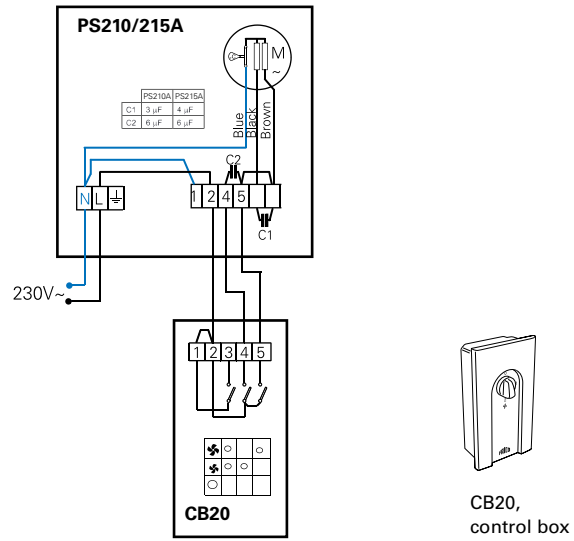 PS210/215A
M
~
PS210A PS215A
C1 3 µF 4 µF
C2 6 µF 6 µF
Blue
Black
Brown
C2
N L
1 2 4 5
C1
230V~
1 2 3 4 5
CB20
CB20,
control box